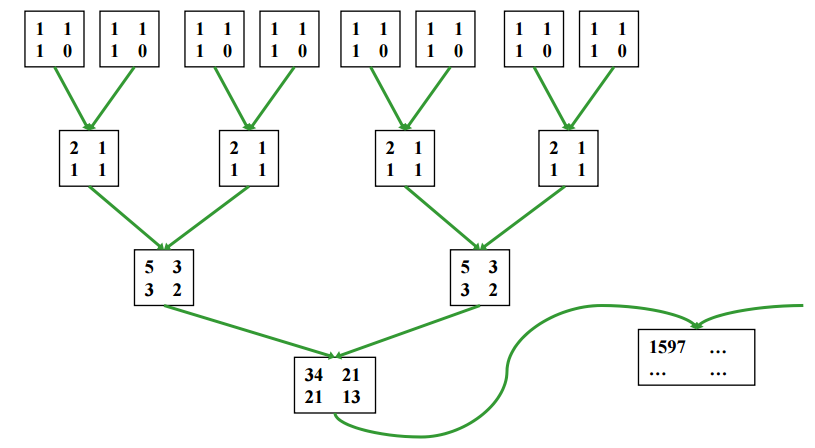 1 1 1 1 1 1 1 1 1 1 1 1 1 1 1 1
1 0 1 0 1 0 1 0 1 0 1 0 1 0 1 0
2 1 2 1 2 1 2 1
1 1 1 1 1 1 1 1
5 3 5 3
3 2 3 2
1597 ...
... ...
34 21
21 13